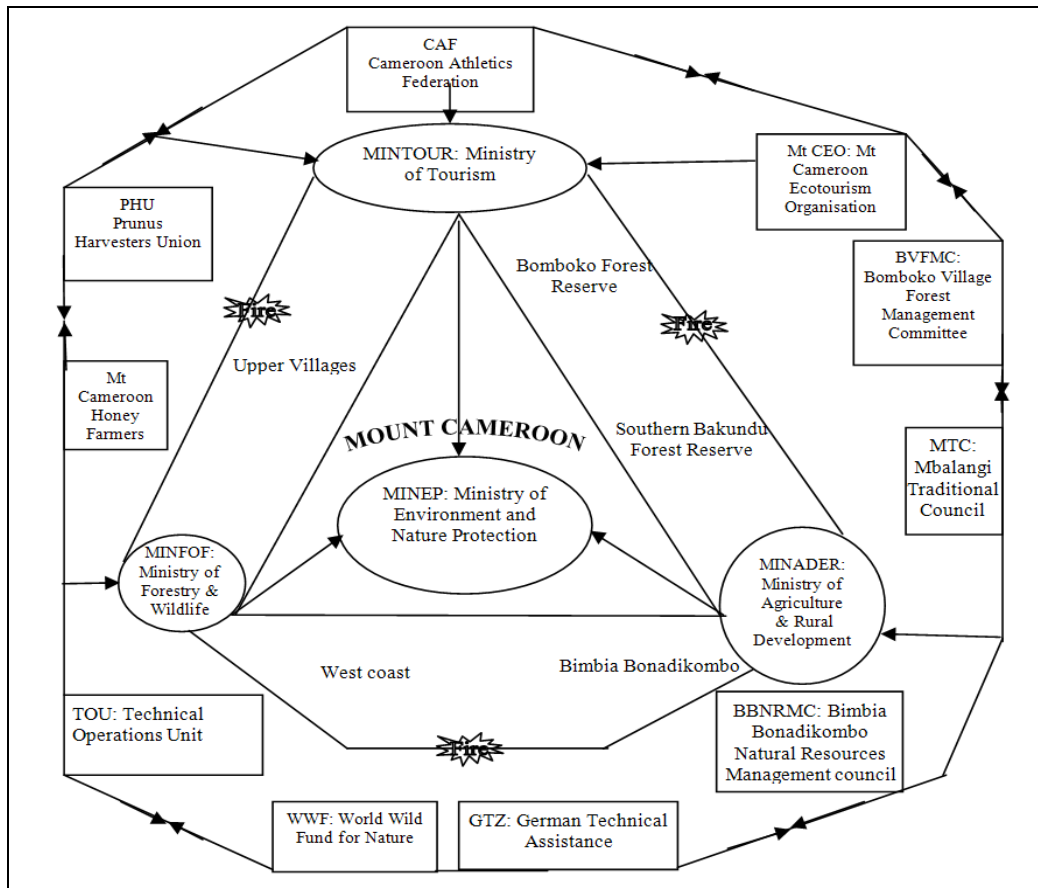 CAF
Cameroon Athletics
Federation
MINTOUR: Ministry
of Tourism
Mt CEO: Mt
Cameroon
Ecotourism
Organisation
PHU
Prunus
Harvesters Union
BVFMC:
Bomboko Village
Forest
Management
Committee
Bomboko Forest
Reserve
Fire
Fire
Upper Villages
Mt
Cameroon
Honey
Farmers
MOUNT CAMEROON
Southern Bakundu
Forest Reserve
MTC:
Mbalangi
Traditional
Council
MINEP: Ministry of
Environment and
Nature Protection
MINFOF:
Ministry of
Forestry &
Wildlife
MINADER:
Ministry of
Agriculture
& Rural
Development
West coast
Bimbia Bonadikombo
TOU: Technical
Operations Unit
Fire
BBNRMC: Bimbia
Bonadikombo
Natural Resources
Management council
WWF: World Wild
Fund for Nature
GTZ: German Technical
Assistance